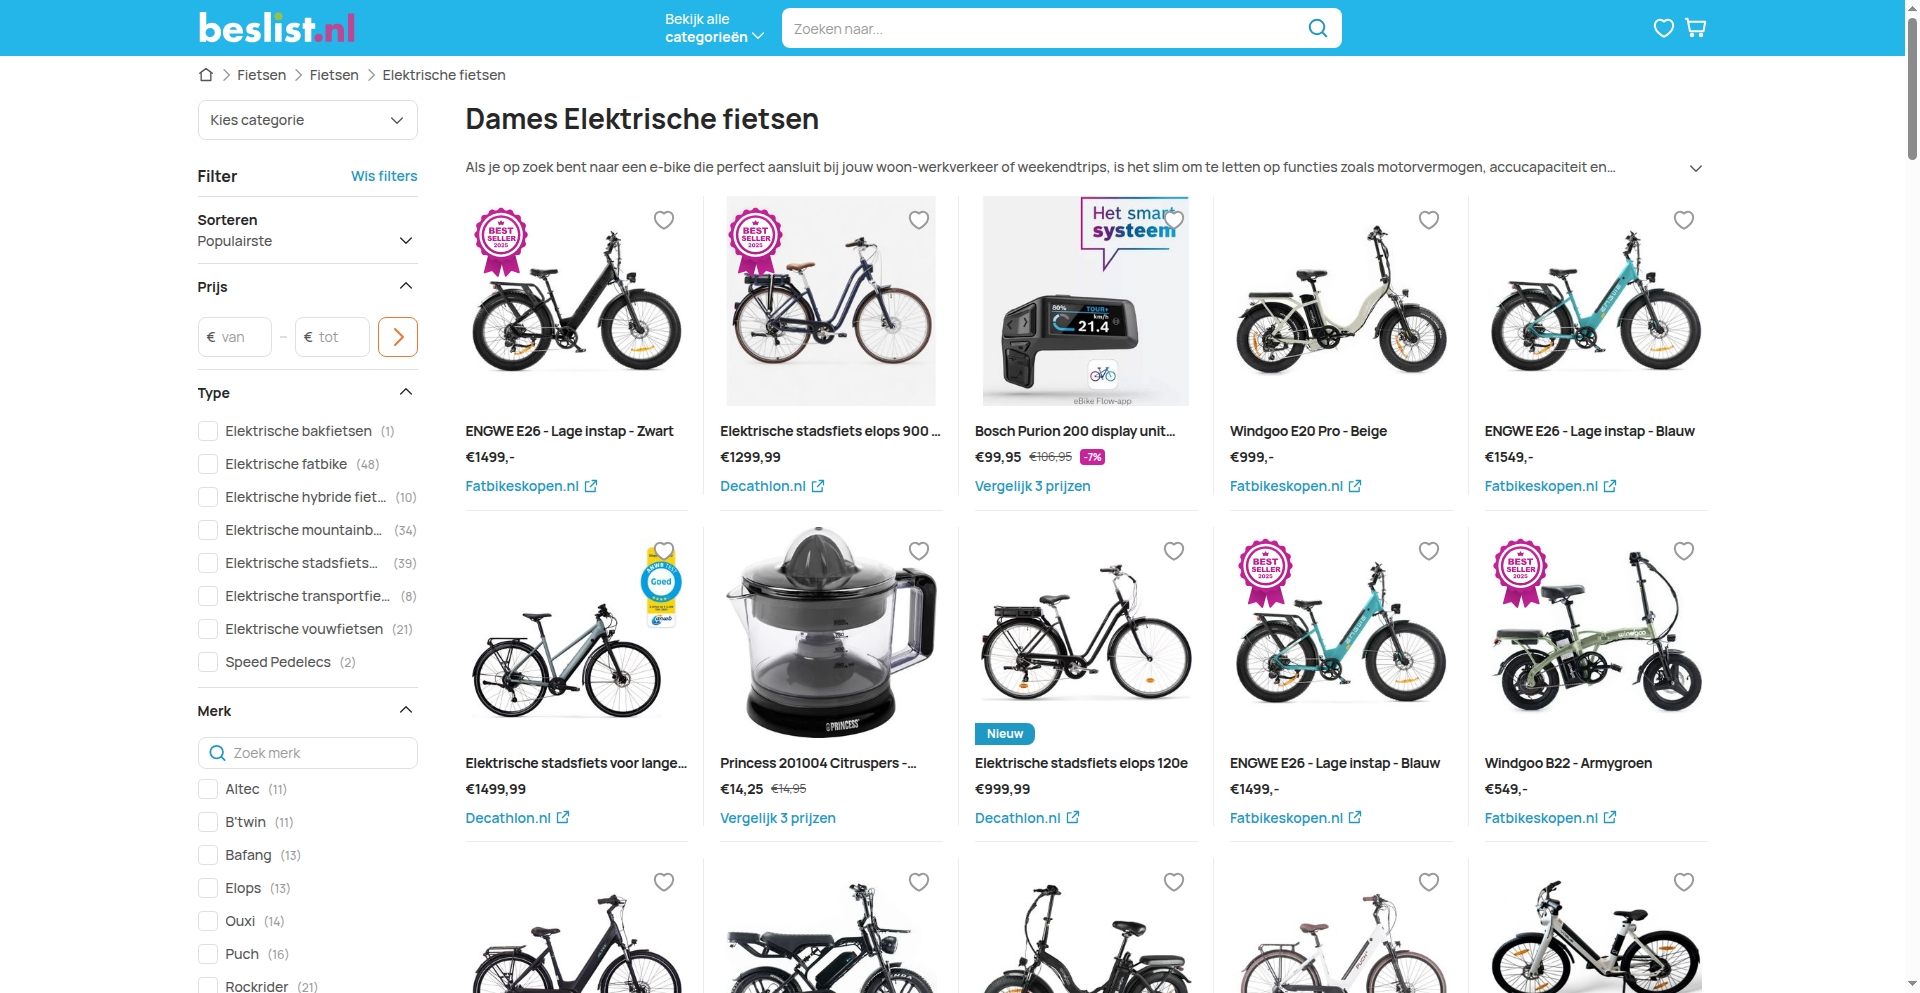 beslist.nl
Bekijk alle
categorieën
Zoeken naar...
Fietsen
Fietsen
Elektrische fietsen
Kies categorie
Filter
Wis filters
Sorteren
Populairste
Prijs
€ van
–
€ tot
Type
Elektrische bakfietsen (1)
Elektrische fatbike (48)
Elektrische hybride fiet... (10)
Elektrische mountainb... (34)
Elektrische stadsfiets... (39)
Elektrische transportfie... (8)
Elektrische vouwfietsen (21)
Speed Pedelecs (2)
Merk
Zoek merk
Altec (11)
B'twin (11)
Bafang (13)
Elops (13)
Ouxi (14)
Puch (16)
Rockrider (21)
Dames Elektrische fietsen
Als je op zoek bent naar een e-bike die perfect aansluit bij jouw woon-werkverkeer of weekendtrips, is het slim om te letten op functies zoals motorvermogen, accucapaciteit en...
BEST
SELLER
2025
ENGWE E26 - Lage instap - Zwart
€1499,-
Fatbikeskopen.nl
BEST
SELLER
2025
Elektrische stadsfiets elops 900 ...
€1299,99
Decathlon.nl
Het smart
systeem
86%
TOUR+
km/h
21.4
eBike Flow-app
Bosch Purion 200 display unit...
€99,95 €106,95 -7%
Vergelijk 3 prijzen
Windgoo E20 Pro - Beige
€999,-
Fatbikeskopen.nl
ENGWE
ENGWE E26 - Lage instap - Blauw
€1549,-
Fatbikeskopen.nl
ANWB TEST
Goed
anwb
Elektrische stadsfiets voor lange...
€1499,99
Decathlon.nl
PRINCESS
Princess 201004 Citruspers -...
€14,25 €14,95
Vergelijk 3 prijzen
Nieuw
Elektrische stadsfiets elops 120e
€999,99
Decathlon.nl
BEST
SELLER
2025
ENGWE
ENGWE E26 - Lage instap - Blauw
€1499,-
Fatbikeskopen.nl
BEST
SELLER
2025
windgoo
Windgoo B22 - Armygroen
€549,-
Fatbikeskopen.nl